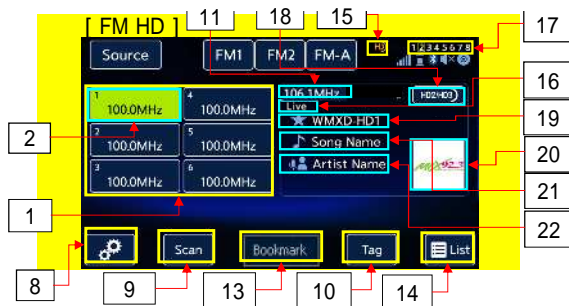 [ FM HD ]
11 18 15 17
Source FM1 FM2 FM-A HD 12345678
1 100.0MHz 4 100.0MHz
106.1MHz HD2/HD3
Live 16
2 WMXD-HD1 19
2 100.0MHz 5 100.0MHz
Song Name
Artist Name 92.3 20
3 100.0MHz 6 100.0MHz
21
1
22
Scan Bookmark Tag List
8 9 13 10 14